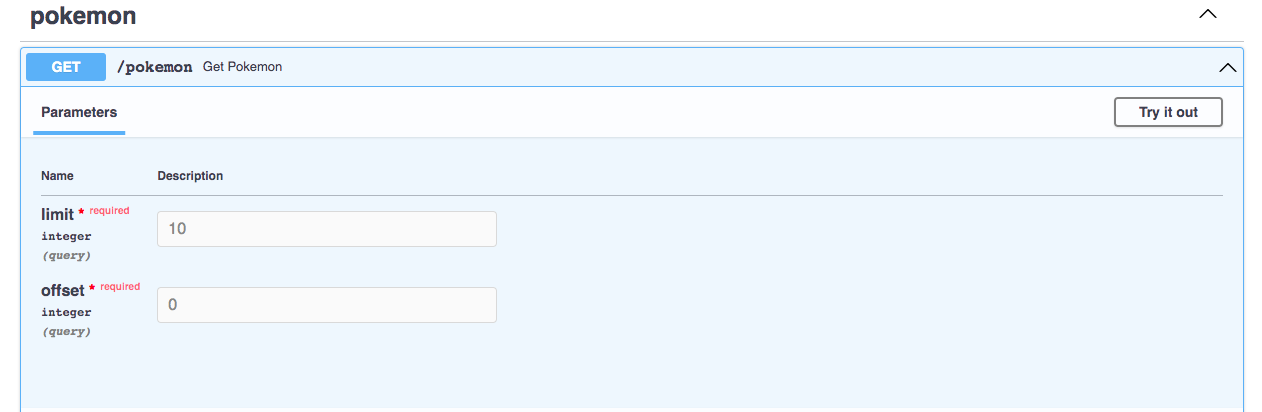 pokemon
GET /pokemon Get Pokemon
Parameters Try it out
Name Description
limit * required
10
integer
(query)
offset * required
0
integer
(query)